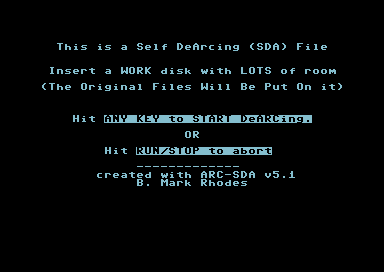 This is a Self DeArcing (SDA) File
Insert a WORK disk with LOTS of room
(The Original Files Will Be Put On it)
Hit ANY KEY to START DeARCing.
OR
Hit RUN/STOP to abort
_____________
created with ARC-SDA v5.1
B. Mark Rhodes